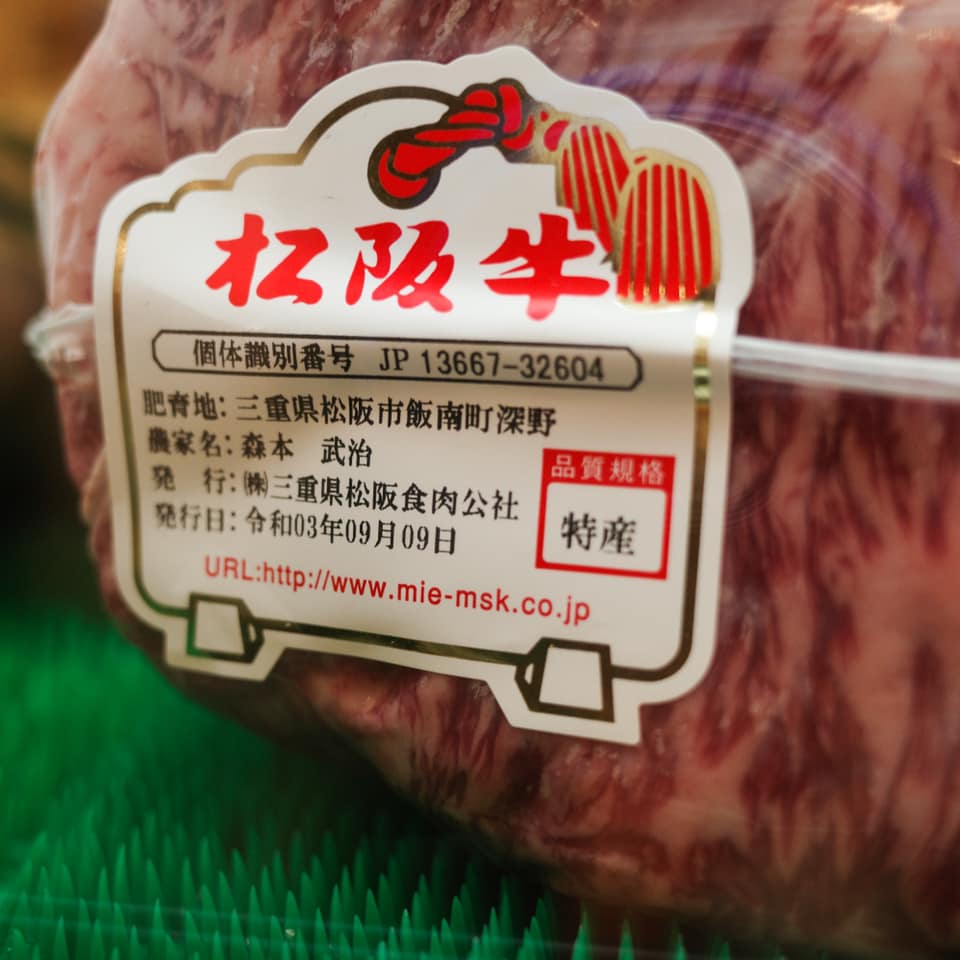 松阪牛
個体識別番号 JP 13667-32604
肥育地：三重県松阪市飯南町深野
農家名：森本 武治
発 行：㈱三重県松阪食肉公社
発行日：令和03年09月09日
品質規格
特産
URL:http://www.mie-msk.co.jp